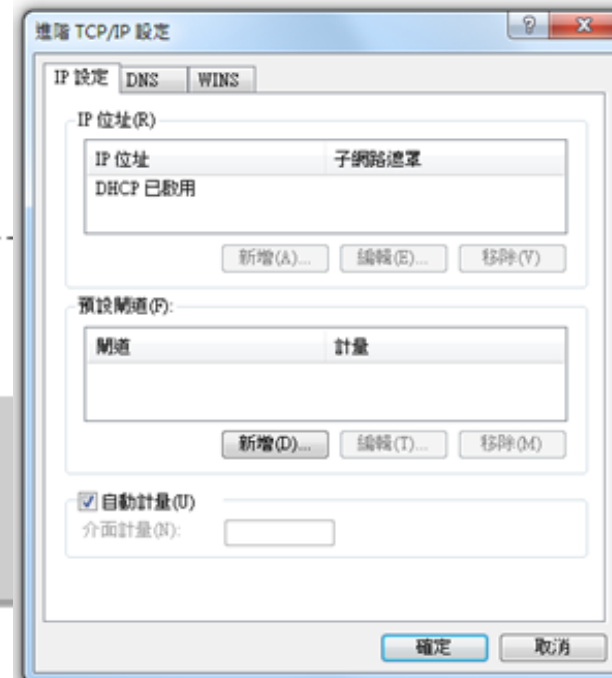 進階 TCP/IP 設定
IP 設定 DNS WINS
IP 位址(R)
IP 位址 子網路遮罩
DHCP 已啟用
新增(A)... 編輯(E)... 移除(V)
預設閘道(F):
閘道 計量
新增(D)... 編輯(T)... 移除(M)
自動計量(U)
介面計量(N):
確定 取消